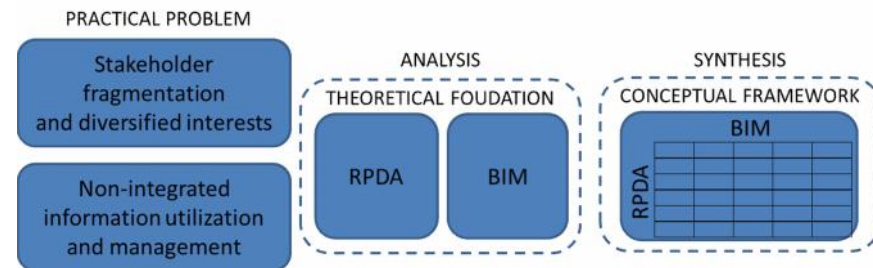 PRACTICAL PROBLEM
Stakeholder
fragmentation
and diversified interests
Non-integrated
information utilization
and management
ANALYSIS
THEORETICAL FOUDATION
RPDA
BIM
SYNTHESIS
CONCEPTUAL FRAMEWORK
BIM
RPDA